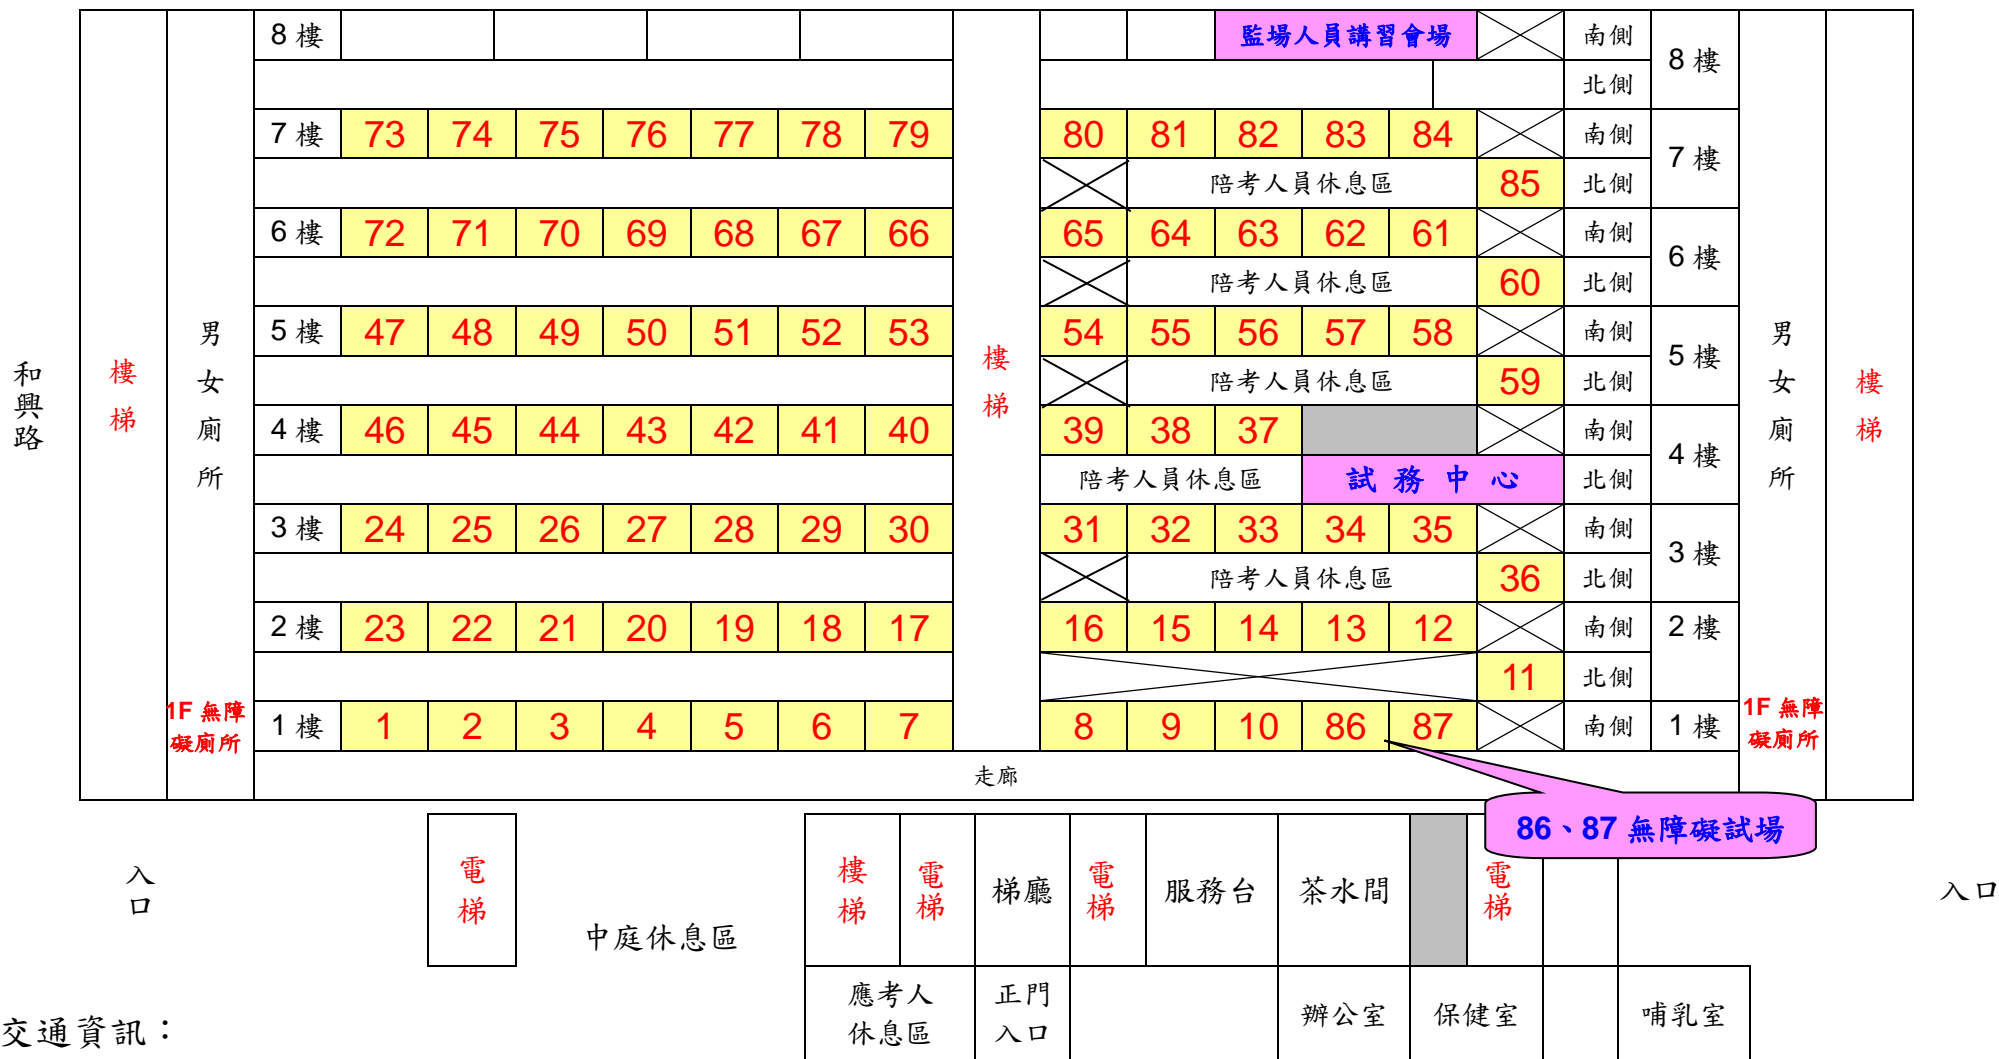 8 樓 監場人員講習會場 南側 8 樓
北側
7 樓 73 74 75 76 77 78 79 80 81 82 83 84 南側 7 樓
陪考人員休息區 85 北側
6 樓 72 71 70 69 68 67 66 65 64 63 62 61 南側 6 樓
陪考人員休息區 60 北側
5 樓 47 48 49 50 51 52 53 54 55 56 57 58 南側 5 樓
陪考人員休息區 59 北側
4 樓 46 45 44 43 42 41 40 39 38 37 南側 4 樓
陪考人員休息區 試務中心 北側
3 樓 24 25 26 27 28 29 30 31 32 33 34 35 南側 3 樓
陪考人員休息區 36 北側
2 樓 23 22 21 20 19 18 17 16 15 14 13 12 南側 2 樓
11 北側
1 樓 1 2 3 4 5 6 7 8 9 10 86 87 南側 1 樓
走廊
和興路
樓梯
男女廁所
1F 無障
礙廁所
樓梯
男女廁所
1F 無障
礙廁所
樓梯
86、87 無障礙試場
入口
電梯
中庭休息區
樓梯
電梯
梯廳
電梯
服務台
茶水間
電梯
入口
應考人
休息區
正門
入口
辦公室
保健室
哺乳室
交通資訊：